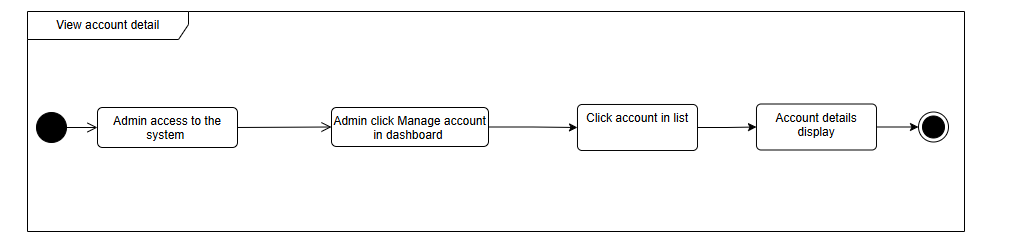 View account detail
Admin access to the
system
Admin click Manage account
in dashboard
Click account in list
Account details
display